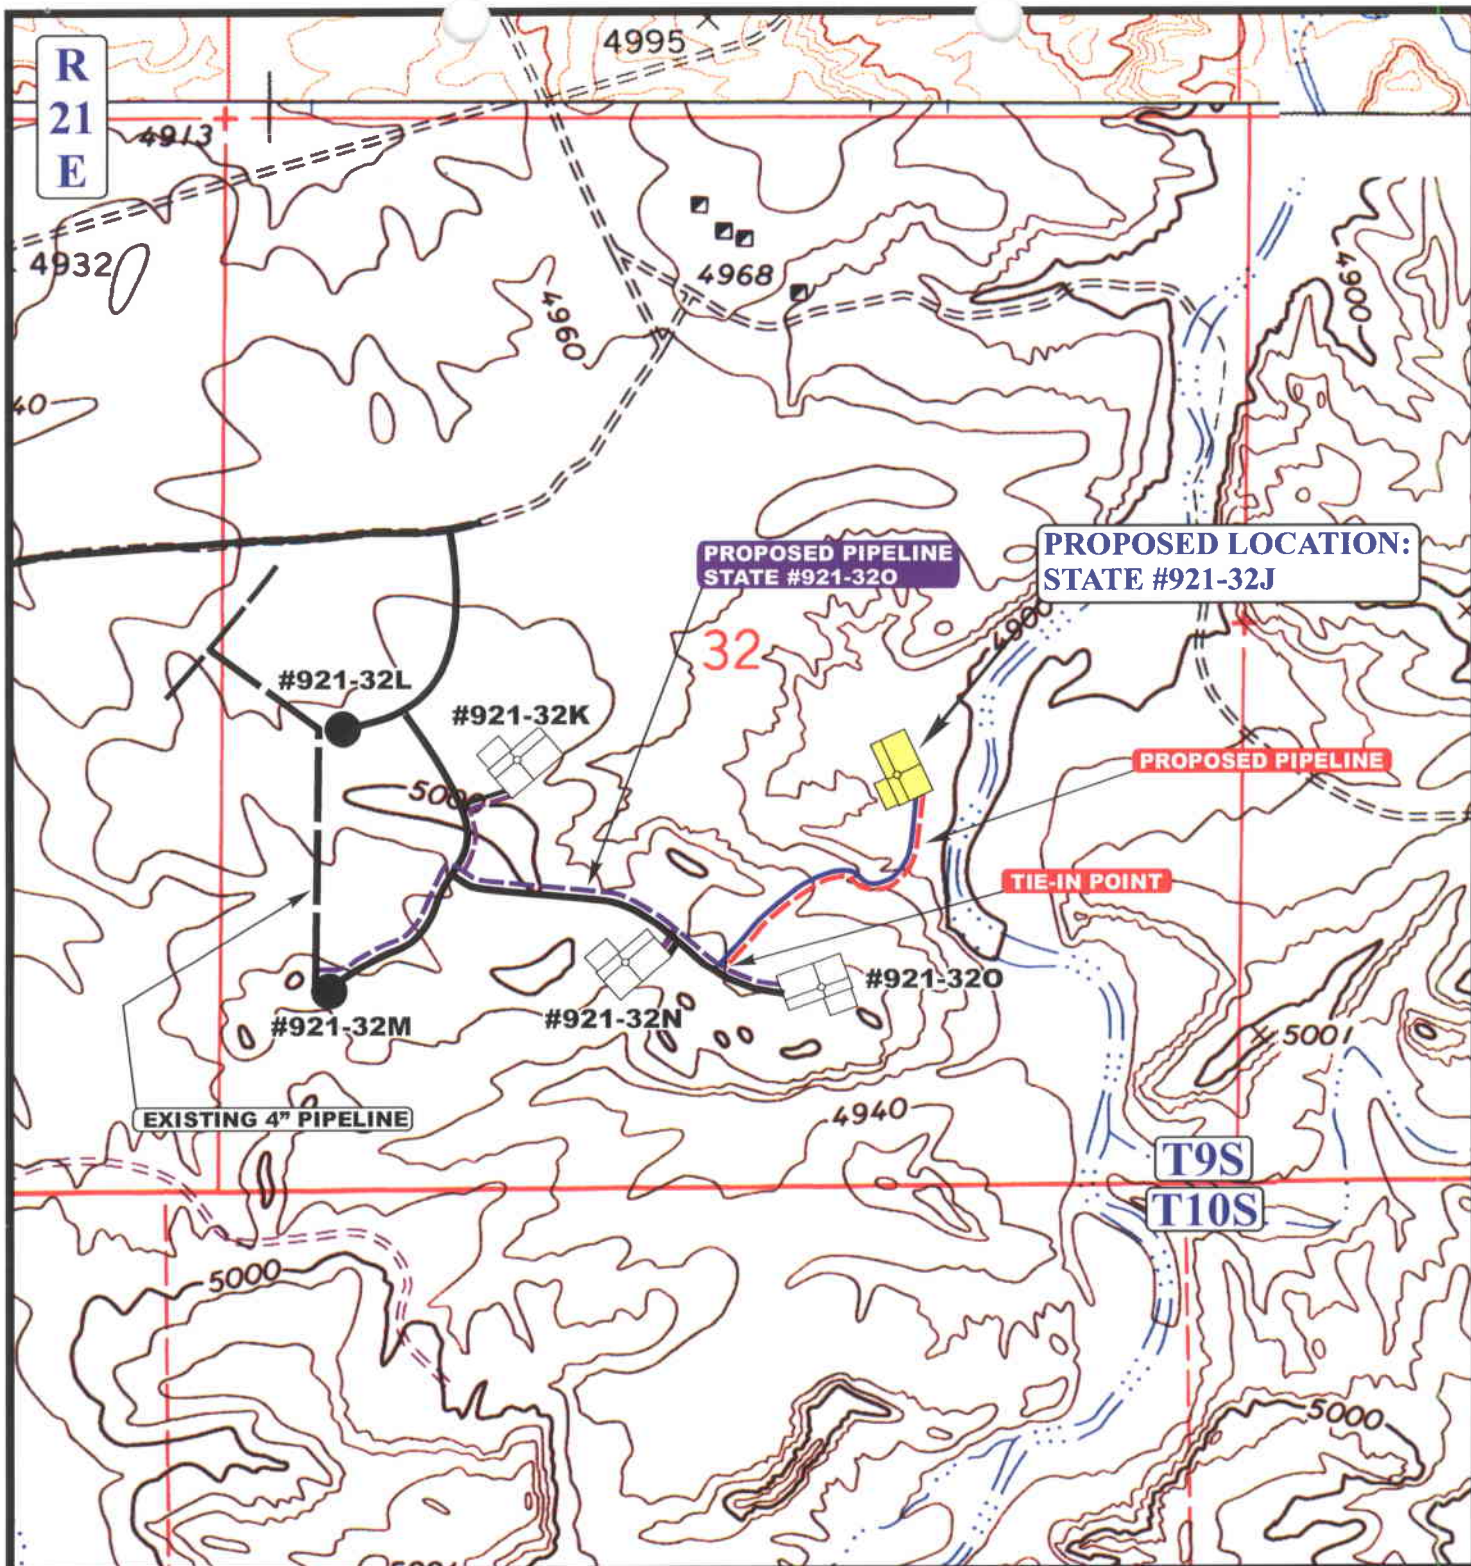 R
21
E
4995
4913
4932
4968
4960
4900
40
PROPOSED PIPELINE
STATE #921-32O
PROPOSED LOCATION:
STATE #921-32J
4900
32
#921-32L
#921-32K
PROPOSED PIPELINE
5000
TIE-IN POINT
#921-32O
#921-32M
#921-32N
5001
EXISTING 4” PIPELINE
4940
T9S
T10S
5000
5000